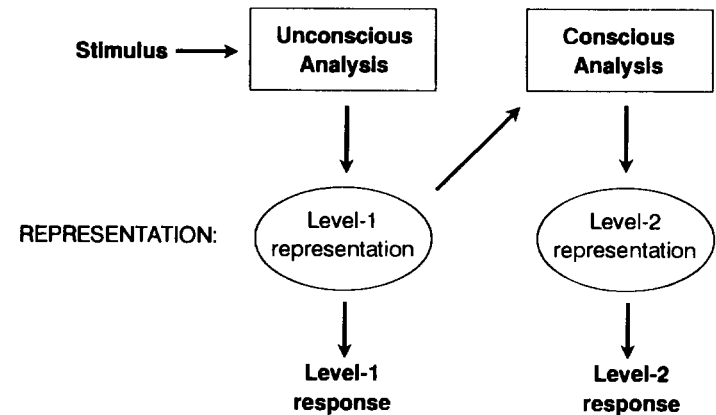 Stimulus
Unconscious
Analysis
Conscious
Analysis
REPRESENTATION:
Level-1
representation
Level-2
representation
Level-1
response
Level-2
response